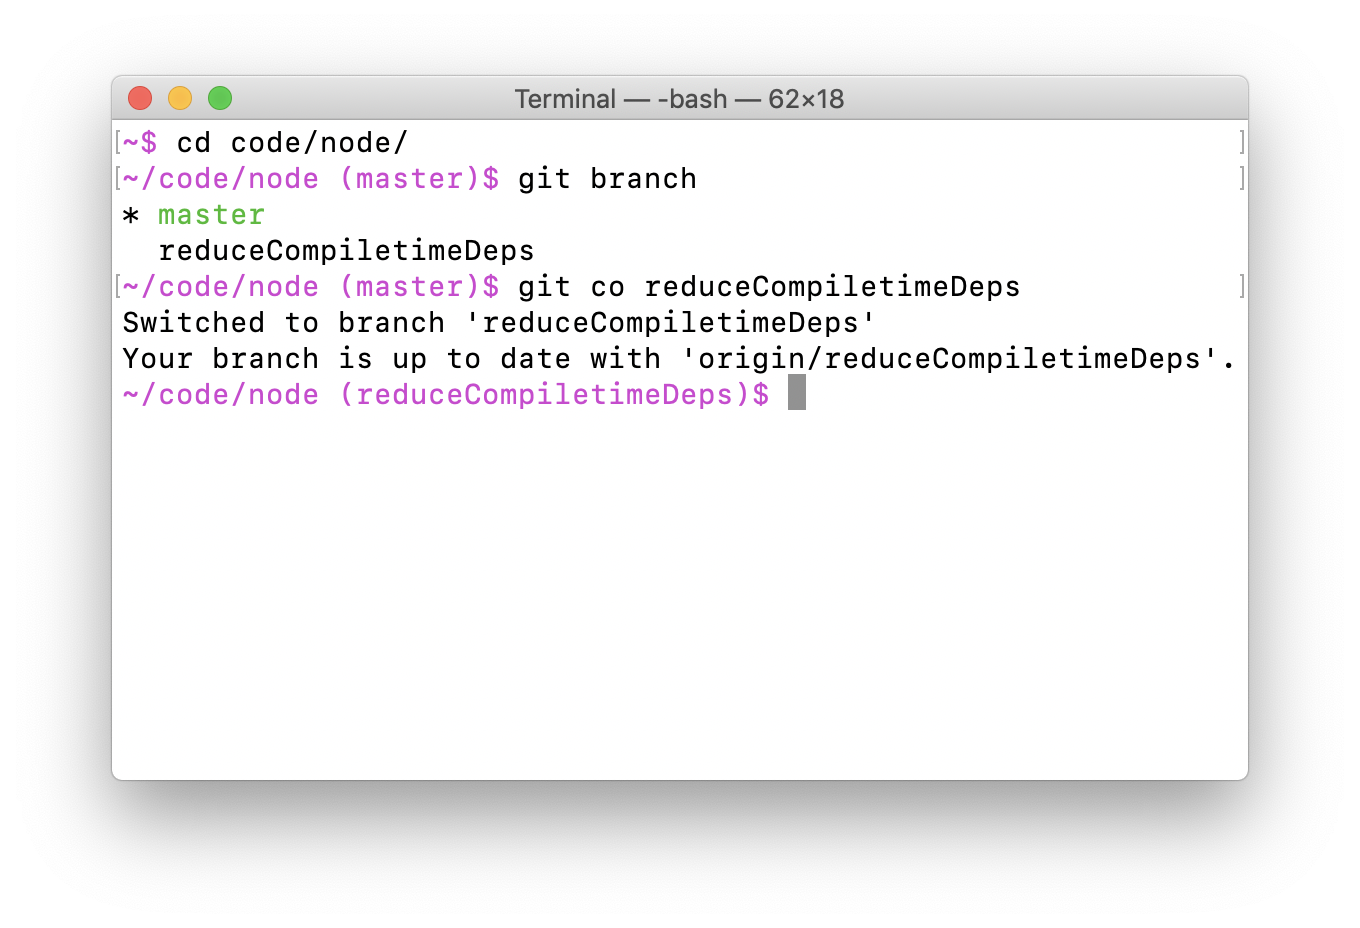 Terminal — -bash — 62×18
[~$ cd code/node/ ]
[~/code/node (master)$ git branch ]
* master
  reduceCompiletimeDeps
[~/code/node (master)$ git co reduceCompiletimeDeps ]
Switched to branch 'reduceCompiletimeDeps'
Your branch is up to date with 'origin/reduceCompiletimeDeps'.
~/code/node (reduceCompiletimeDeps)$